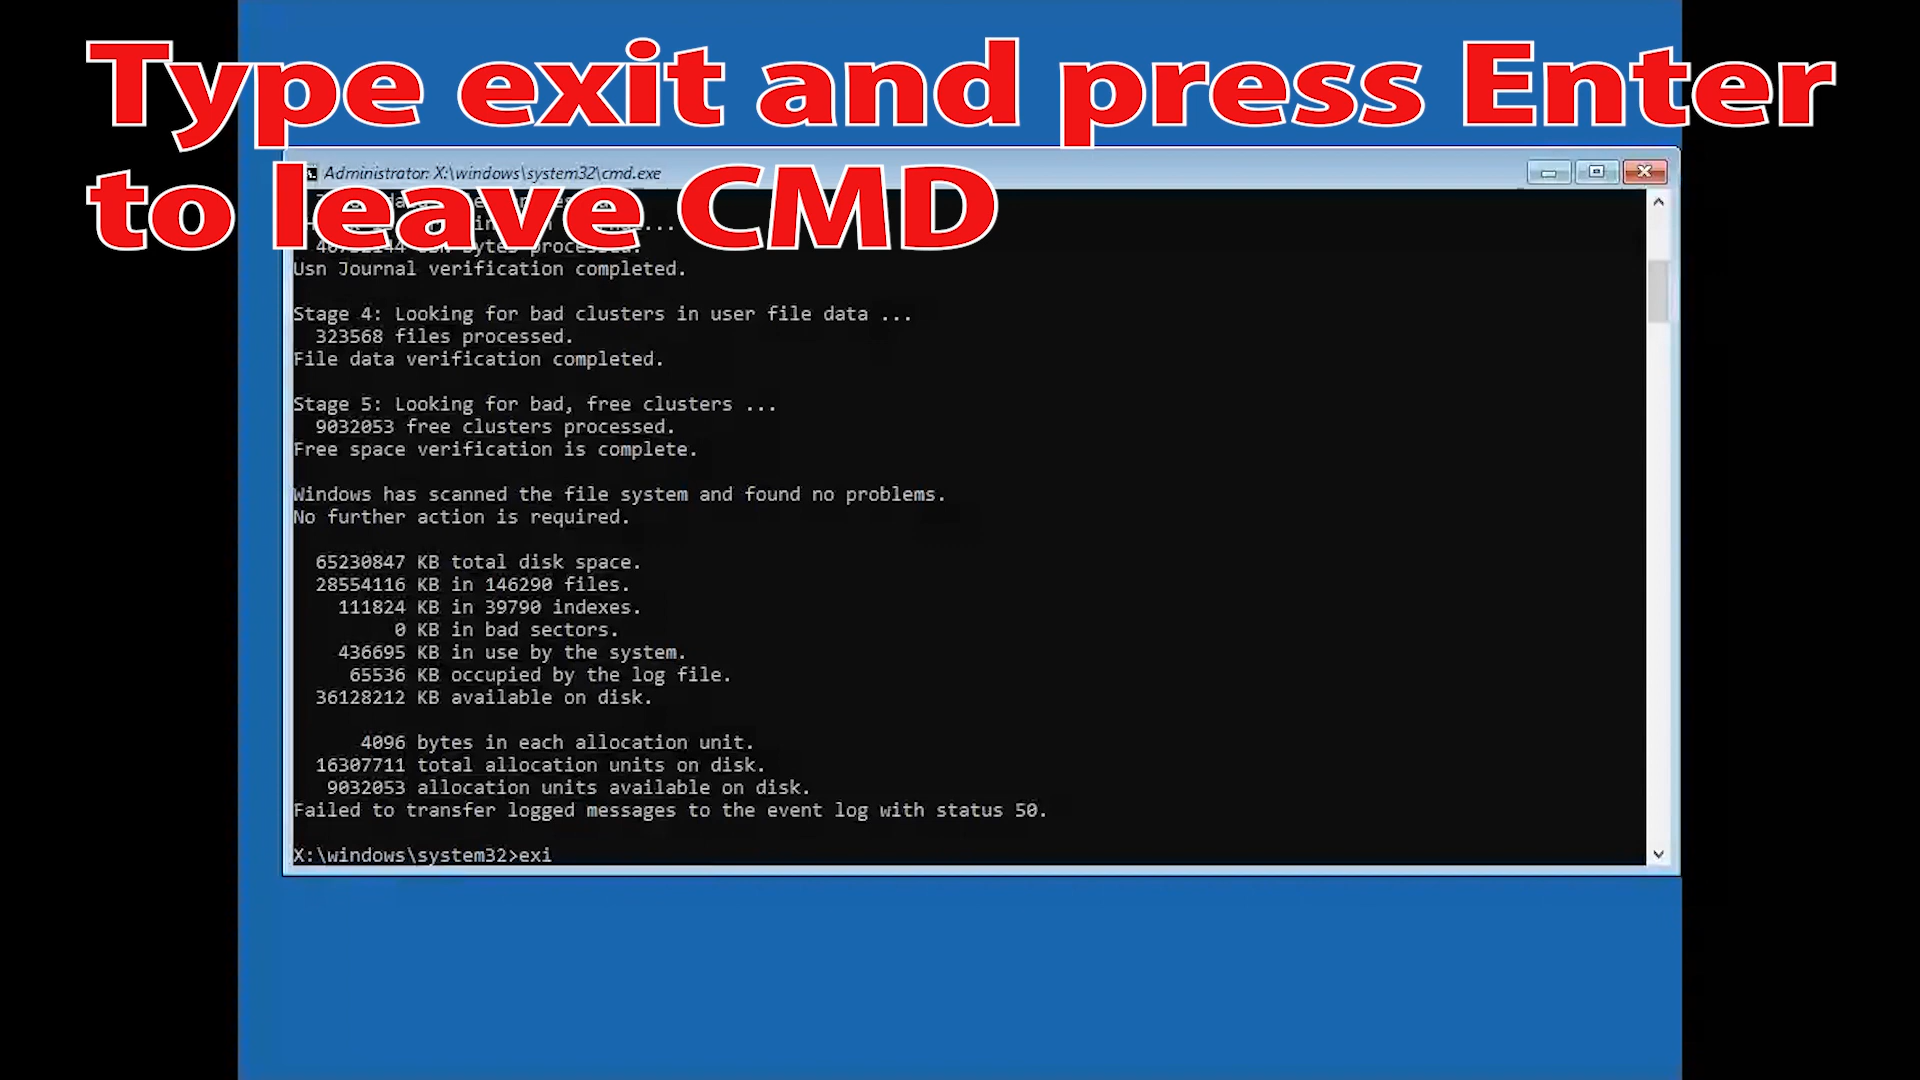 Type exit and press Enter
to leave CMD
Administrator: X:\windows\system32\cmd.exe
Usn Journal verification completed.
Stage 4: Looking for bad clusters in user file data ...
323568 files processed.
File data verification completed.
Stage 5: Looking for bad, free clusters ...
9032053 free clusters processed.
Free space verification is complete.
Windows has scanned the file system and found no problems.
No further action is required.
65230847 KB total disk space.
28554116 KB in 146290 files.
111824 KB in 39790 indexes.
0 KB in bad sectors.
436695 KB in use by the system.
65536 KB occupied by the log file.
36128212 KB available on disk.
4096 bytes in each allocation unit.
16307711 total allocation units on disk.
9032053 allocation units available on disk.
Failed to transfer logged messages to the event log with status 50.
X:\windows\system32>exi